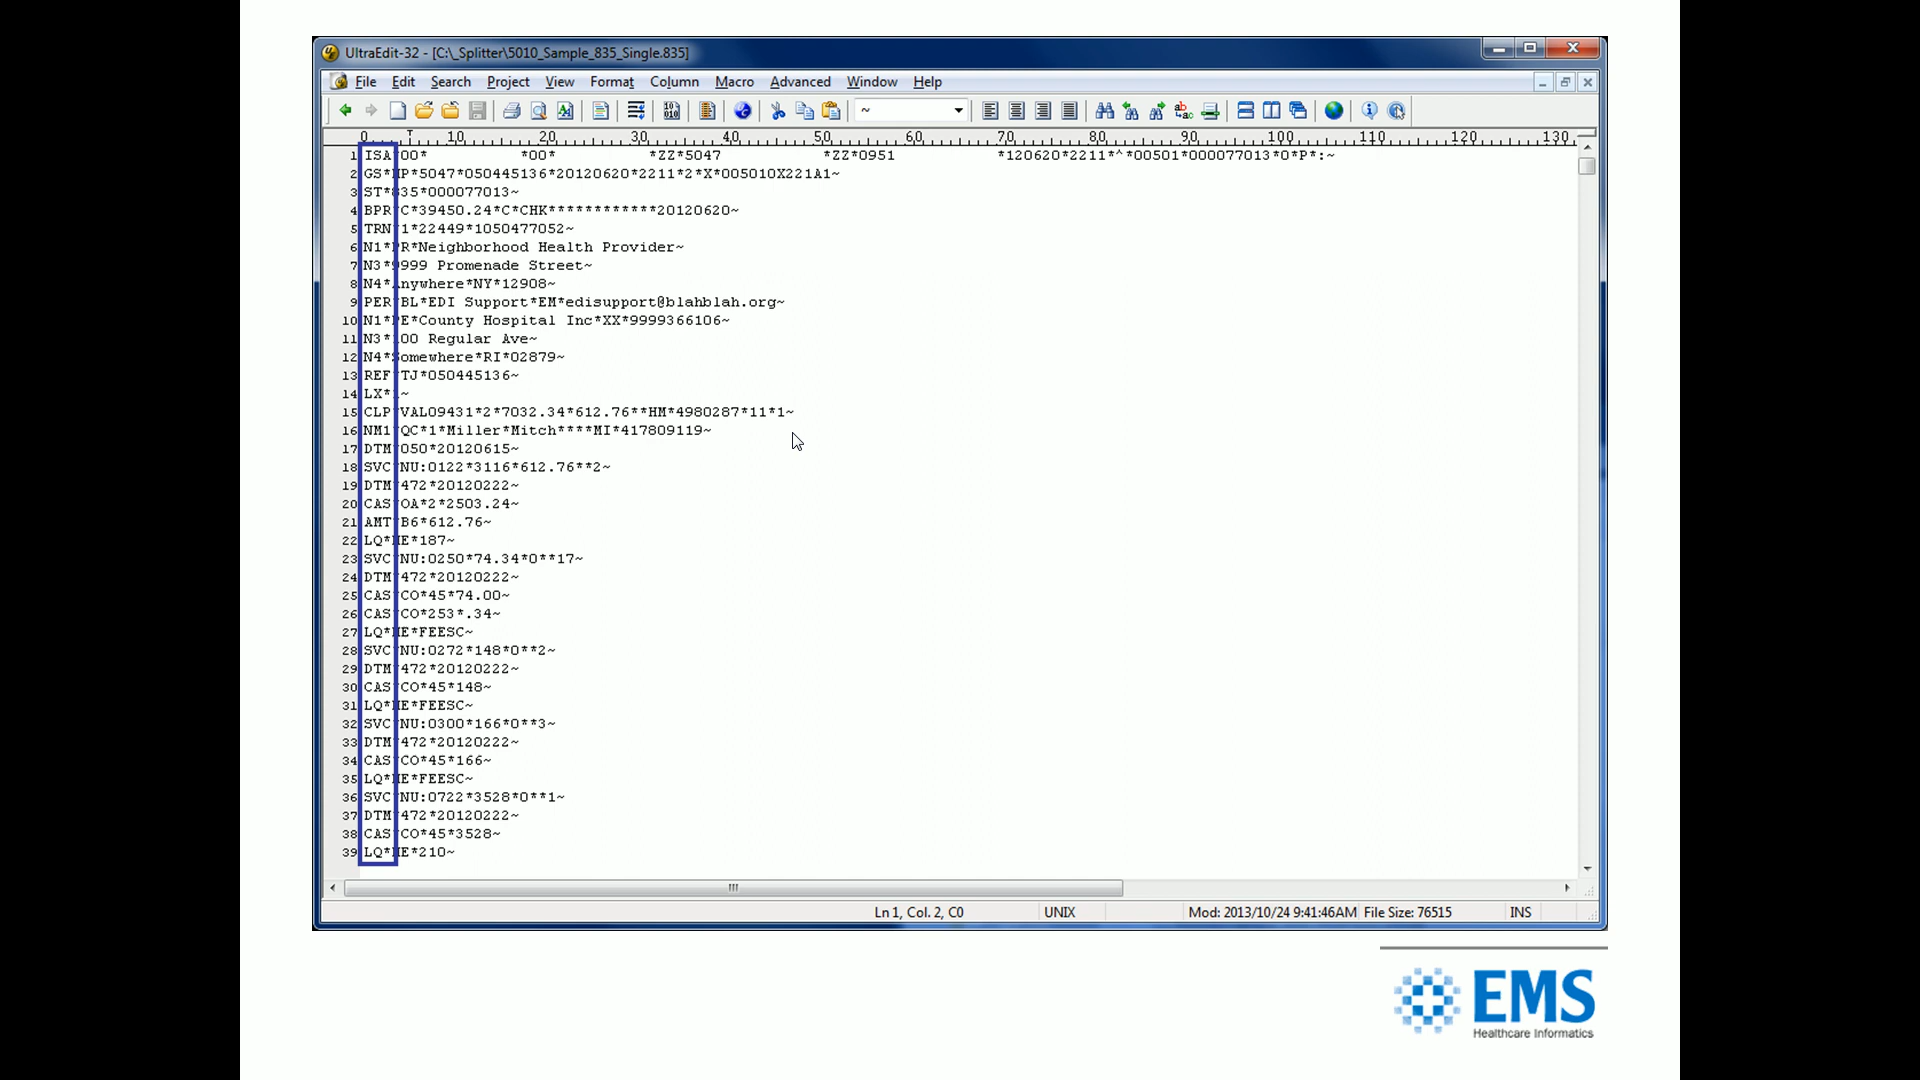 UltraEdit-32 - [C:\_Splitter\5010_Sample_835_Single.835]
File Edit Search Project View Format Column Macro Advanced Window Help
~
0 10 20 30 40 50 60 70 80 90 100 110 120 130
1 ISA*00* *00* *ZZ*5047 *ZZ*0951 *120620*2211*^*00501*000077013*0*P*:~
2 GS*HP*5047*050445136*20120620*2211*2*X*005010X221A1~
3 ST*835*000077013~
4 BPR*C*39450.24*C*CHK************20120620~
5 TRN*1*22449*1050477052~
6 N1*PR*Neighborhood Health Provider~
7 N3*9999 Promenade Street~
8 N4*Anywhere*NY*12908~
9 PER*BL*EDI Support*EM*edisupport@blahblah.org~
10 N1*PE*County Hospital Inc*XX*9999366106~
11 N3*100 Regular Ave~
12 N4*Somewhere*RI*02879~
13 REF*TJ*050445136~
14 LX*1~
15 CLP*VAL09431*2*7032.34*612.76**HM*4980287*11*1~
16 NM1*QC*1*Miller*Mitch****MI*417809119~
17 DTM*050*20120615~
18 SVC*NU:0122*3116*612.76**2~
19 DTM*472*20120222~
20 CAS*OA*2*2503.24~
21 AMT*B6*612.76~
22 LQ*HE*187~
23 SVC*NU:0250*74.34*0**17~
24 DTM*472*20120222~
25 CAS*CO*45*74.00~
26 CAS*CO*253*.34~
27 LQ*HE*FEESC~
28 SVC*NU:0272*148*0**2~
29 DTM*472*20120222~
30 CAS*CO*45*148~
31 LQ*HE*FEESC~
32 SVC*NU:0300*166*0**3~
33 DTM*472*20120222~
34 CAS*CO*45*166~
35 LQ*HE*FEESC~
36 SVC*NU:0722*3528*0**1~
37 DTM*472*20120222~
38 CAS*CO*45*3528~
39 LQ*HE*210~
Ln 1, Col. 2, C0 UNIX Mod: 2013/10/24 9:41:46AM File Size: 76515 INS
EMS
Healthcare Informatics